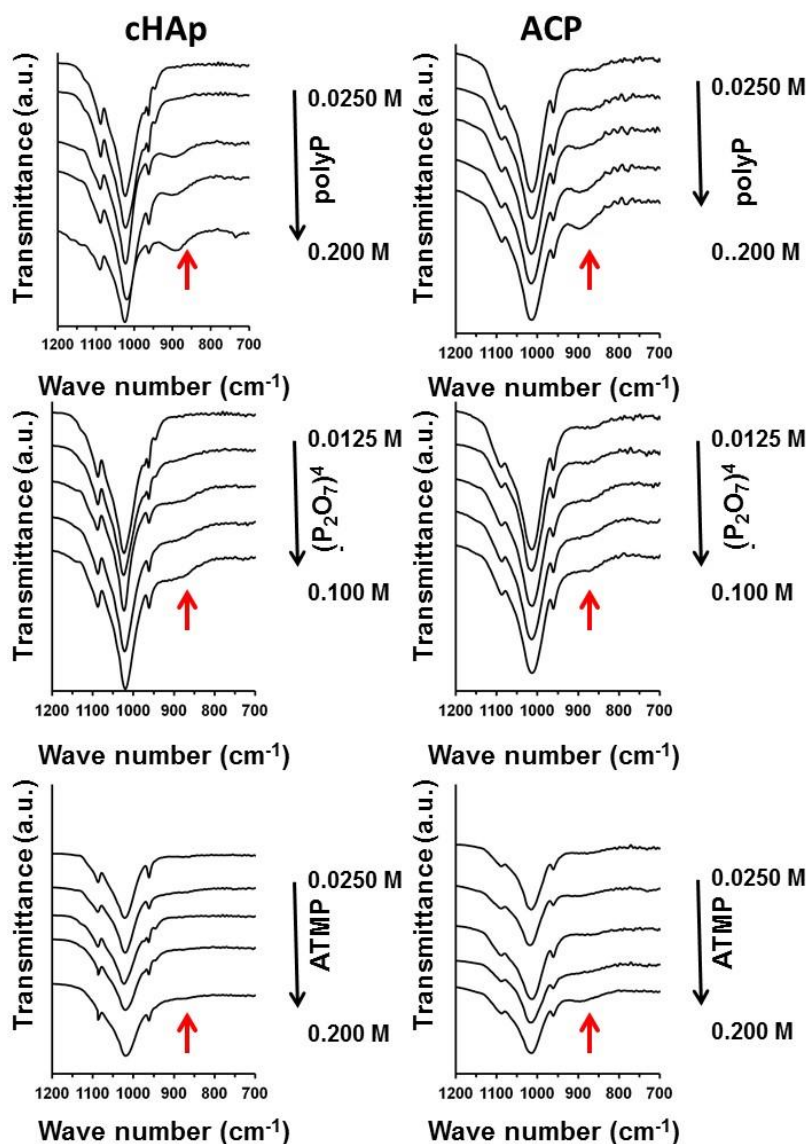 cHAp
ACP
Transmittance (a.u.)
0.0250 M
polyP
0.200 M
1200 1100 1000 900 800 700
Wave number (cm-1)
Transmittance (a.u.)
0.0250 M
polyP
0..200 M
1200 1100 1000 900 800 700
Wave number (cm-1)
Transmittance (a.u.)
0.0125 M
(P2O7)4-
0.100 M
1200 1100 1000 900 800 700
Wave number (cm-1)
Transmittance (a.u.)
0.0125 M
(P2O7)4-
0.100 M
1200 1100 1000 900 800 700
Wave number (cm-1)
Transmittance (a.u.)
0.0250 M
ATMP
0.200 M
1200 1100 1000 900 800 700
Wave number (cm-1)
Transmittance (a.u.)
0.0250 M
ATMP
0.200 M
1200 1100 1000 900 800 700
Wave number (cm-1)